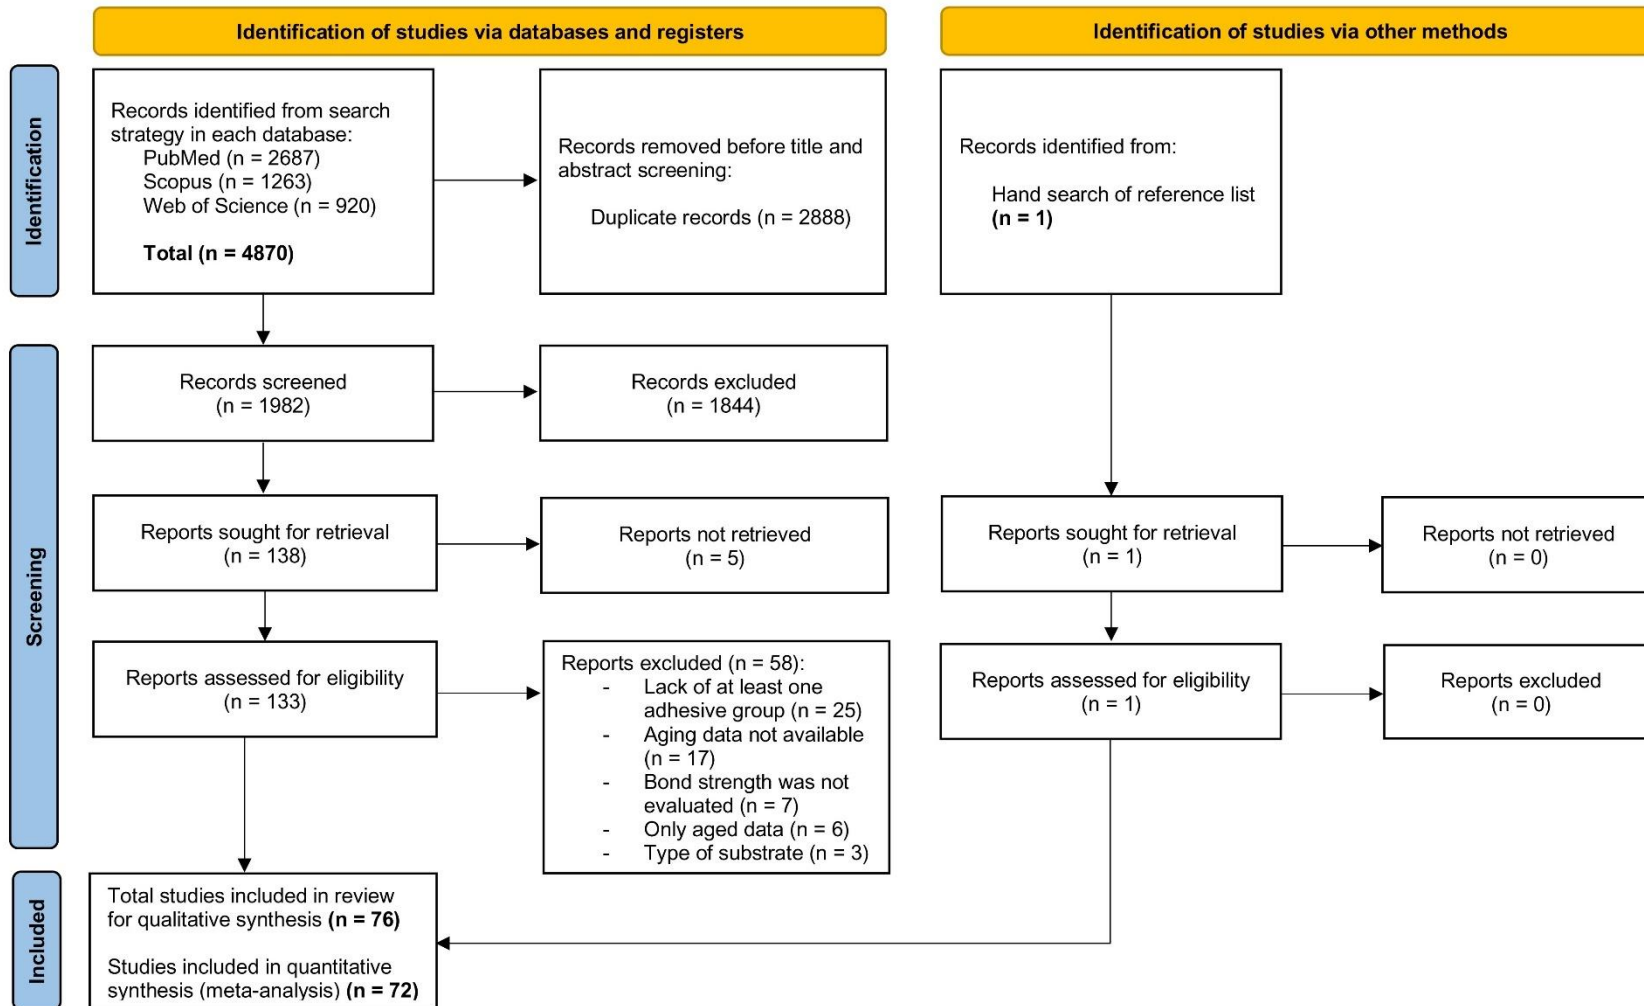 Identification of studies via databases and registers
Identification of studies via other methods
Identification
Records identified from search
strategy in each database:
PubMed (n = 2687)
Scopus (n = 1263)
Web of Science (n = 920)
Total (n = 4870)
Records removed before title and
abstract screening:
Duplicate records (n = 2888)
Records identified from:
Hand search of reference list
(n = 1)
Screening
Records screened
(n = 1982)
Records excluded
(n = 1844)
Reports sought for retrieval
(n = 138)
Reports not retrieved
(n = 5)
Reports sought for retrieval
(n = 1)
Reports not retrieved
(n = 0)
Reports assessed for eligibility
(n = 133)
Reports excluded (n = 58):
- Lack of at least one
adhesive group (n = 25)
- Aging data not available
(n = 17)
- Bond strength was not
evaluated (n = 7)
- Only aged data (n = 6)
- Type of substrate (n = 3)
Reports assessed for eligibility
(n = 1)
Reports excluded
(n = 0)
Included
Total studies included in review
for qualitative synthesis (n = 76)
Studies included in quantitative
synthesis (meta-analysis) (n = 72)